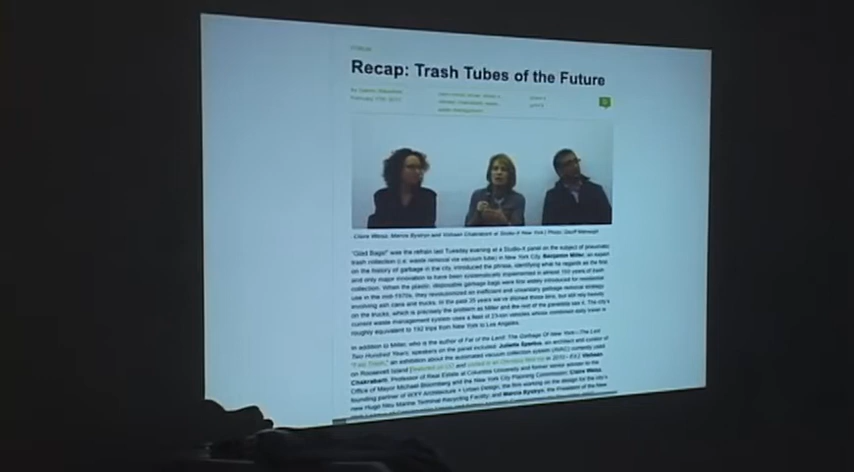 Recap: Trash Tubes of the Future
Claire Weisz, Marcia Bystryn and Vishaan Chakrabarti at Studio-X New York | Photo: Geoff Manaugh
"Glad Bags!" was the refrain last Tuesday evening at a Studio-X panel on the subject of pneumatic
trash collection (i.e. waste removal via vacuum tube) in New York City. Benjamin Miller, an expert
on the history of garbage in the city, introduced the phrase, identifying what he regards as the first
and only major innovation to have been systematically implemented in almost 100 years of trash
collection. When the plastic, disposable garbage bags were first widely introduced for residential
use in the mid-1970s, they revolutionized an inefficient and unsanitary garbage removal strategy
involving ash cans and trucks. In the past 35 years we've ditched those bins, but still rely heavily
on the trucks, which is precisely the problem as Miller and the rest of the panelists see it. The city's
current waste management system uses a fleet of 23-ton vehicles whose combined daily travel is
roughly equivalent to 192 trips from New York to Los Angeles.
In addition to Miller, who is the author of Fat of the Land: The Garbage Of New York—The Last
Two Hundred Years, speakers on the panel included: Juliette Spertus, an architect and curator of
"Fast Trash," an exhibition about the automated vacuum collection system (AVAC) currently used
on Roosevelt Island in 2010 Vishaan
Chakrabarti, Professor of Real Estate at Columbia University and former senior advisor to the
Office of Mayor Michael Bloomberg and the New York City Planning Commission; Claire Weisz,
founding partner of WXY Architecture + Urban Design, the firm working on the design for the city's
new Hugo Neu Marine Terminal Recycling Facility; and Marcia Bystryn, the President of the New